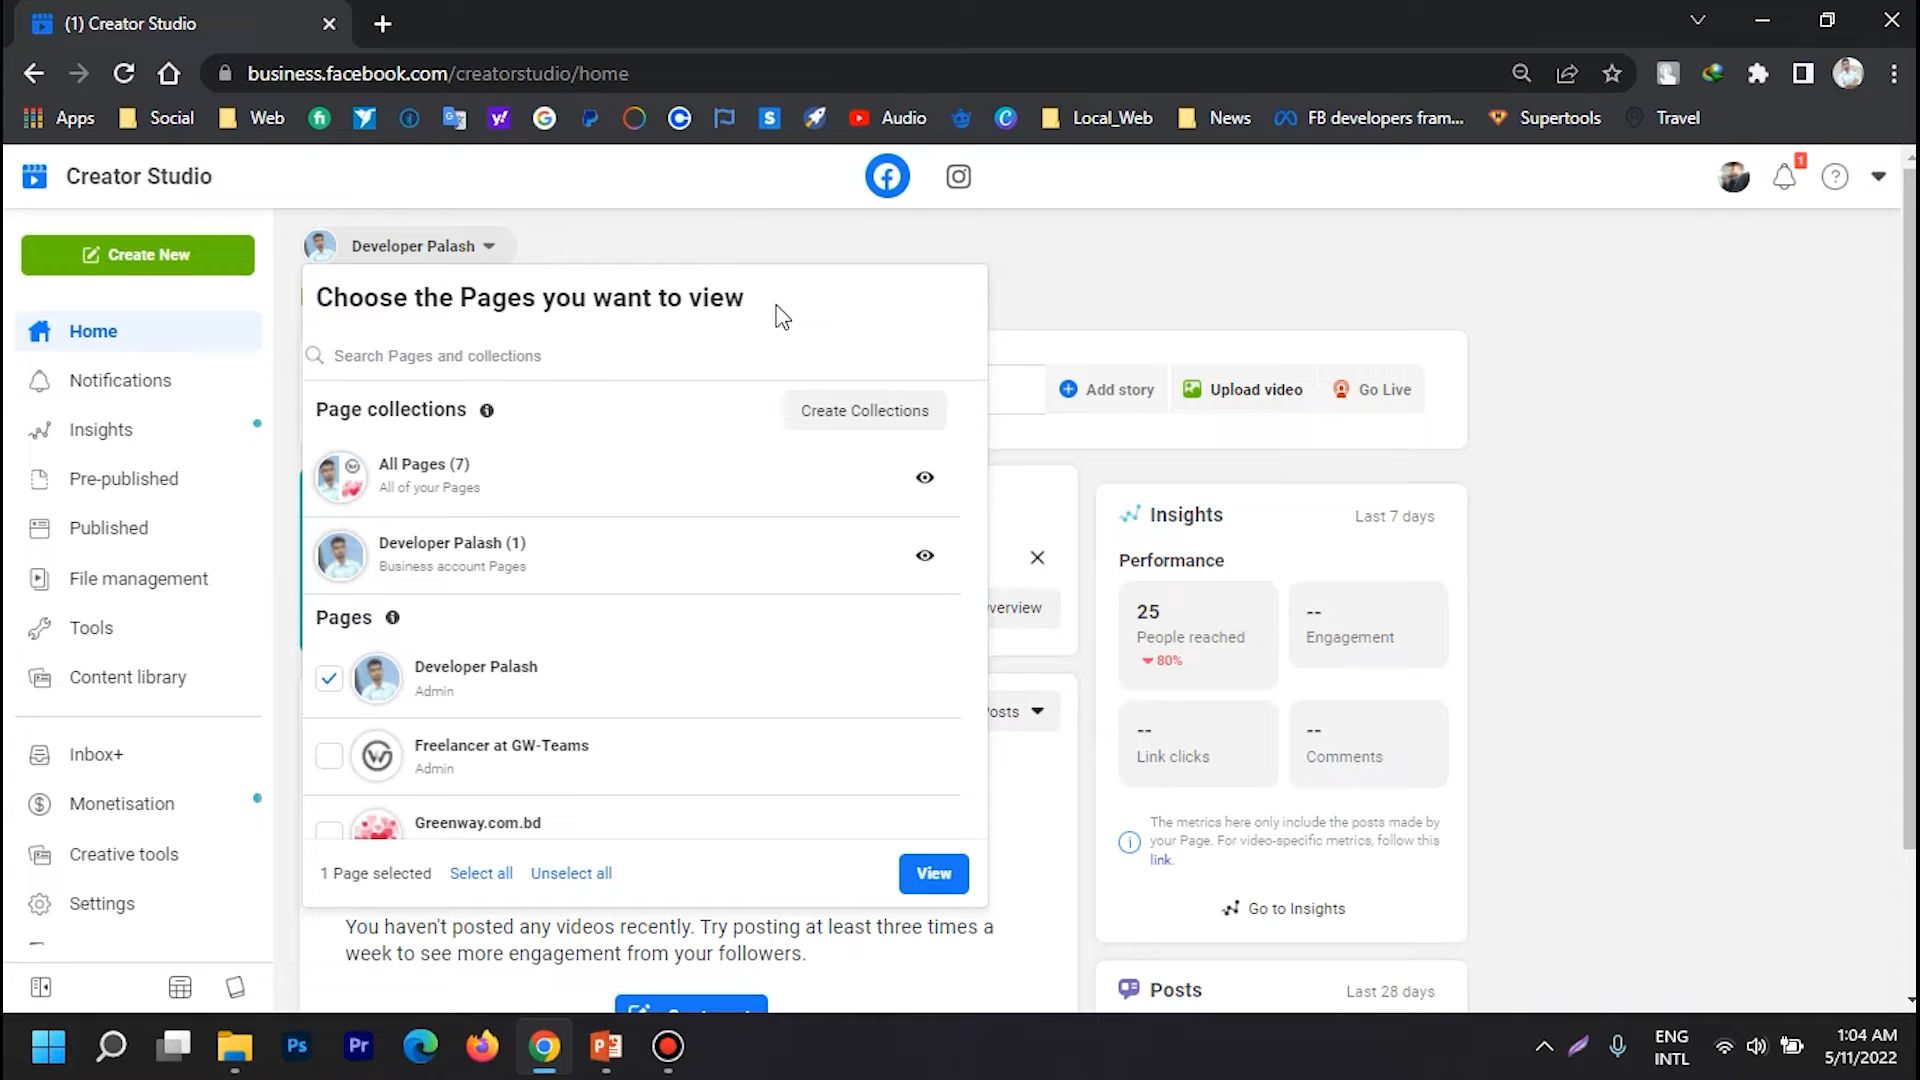 (1) Creator Studio
business.facebook.com/creatorstudio/home
Apps
Social
Web
Audio
Local_Web
News
FB developers fram...
Supertools
Travel
Creator Studio
1
Create New
Home
Notifications
Insights
Pre-published
Published
File management
Tools
Content library
Inbox+
Monetisation
Creative tools
Settings
Developer Palash
Choose the Pages you want to view
Search Pages and collections
Page collections
Create Collections
All Pages (7)
All of your Pages
Developer Palash (1)
Business account Pages
Pages
Developer Palash
Admin
Freelancer at GW-Teams
Admin
Greenway.com.bd
1 Page selected
Select all
Unselect all
View
Add story
Upload video
Go Live
verview
osts
You haven't posted any videos recently. Try posting at least three times a
week to see more engagement from your followers.
Insights
Last 7 days
Performance
25
People reached
80%
--
Engagement
--
Link clicks
--
Comments
The metrics here only include the posts made by
your Page. For video-specific metrics, follow this
link.
Go to Insights
Posts
Last 28 days
Ps
Pr
ENG
INTL
1:04 AM
5/11/2022